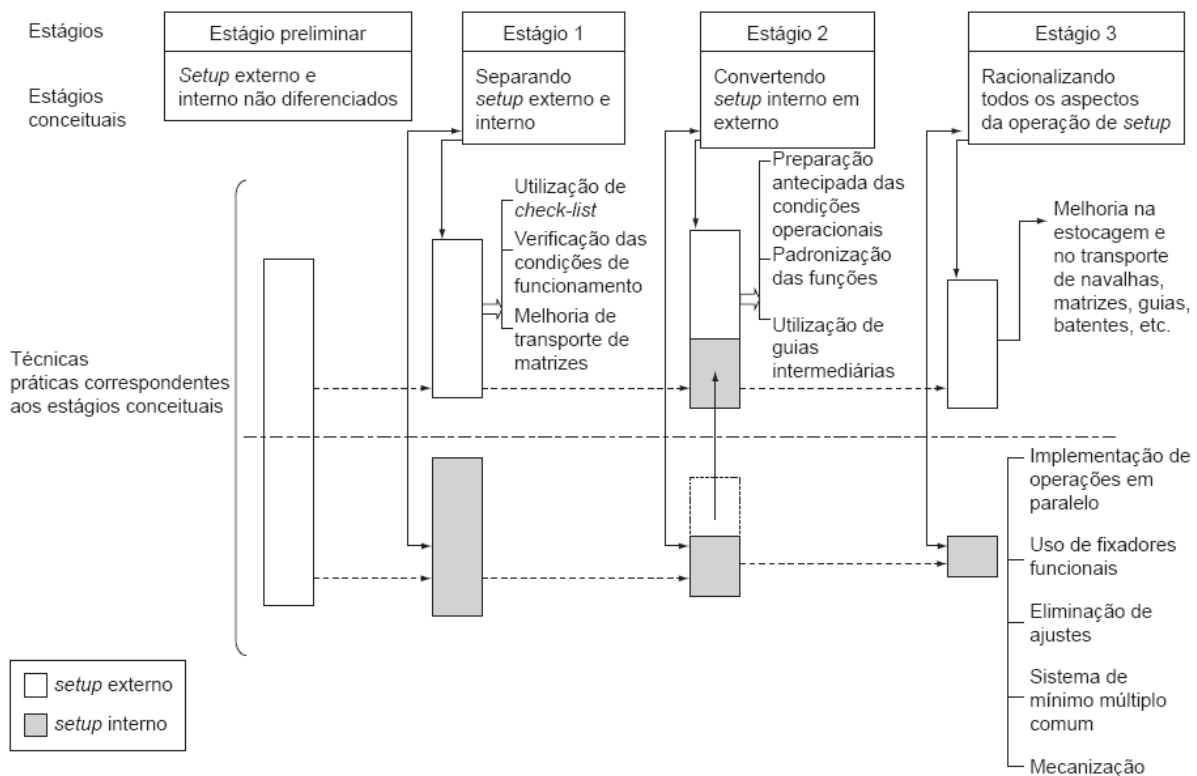 Estágios
Estágio preliminar
Estágio 1
Estágio 2
Estágio 3
Estágios
conceituais
Setup externo e
interno não diferenciados
Separando
setup externo e
interno
Convertendo
setup interno em
externo
Racionalizando
todos os aspectos
da operação de setup
Técnicas
práticas correspondentes
aos estágios conceituais
Utilização de
check-list
Verificação das
condições de
funcionamento
Melhoria de
transporte de
matrizes
Preparação
antecipada das
condições
operacionais
Padronização
das funções
Utilização de
guias
intermediárias
Melhoria na
estocagem e
no transporte
de navalhas,
matrizes, guias,
batentes, etc.
Implementação de
operações em
paralelo
Uso de fixadores
funcionais
Eliminação de
ajustes
Sistema de
mínimo múltiplo
comum
Mecanização
setup externo
setup interno